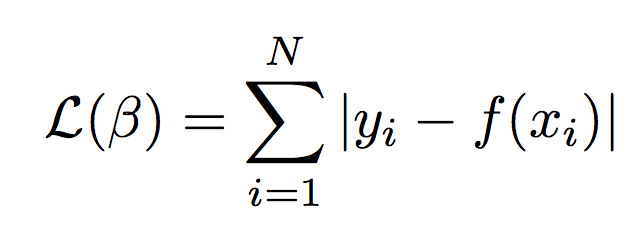 ℒ(β) = ∑_{i=1}^{N} |y_i − f(x_i)|